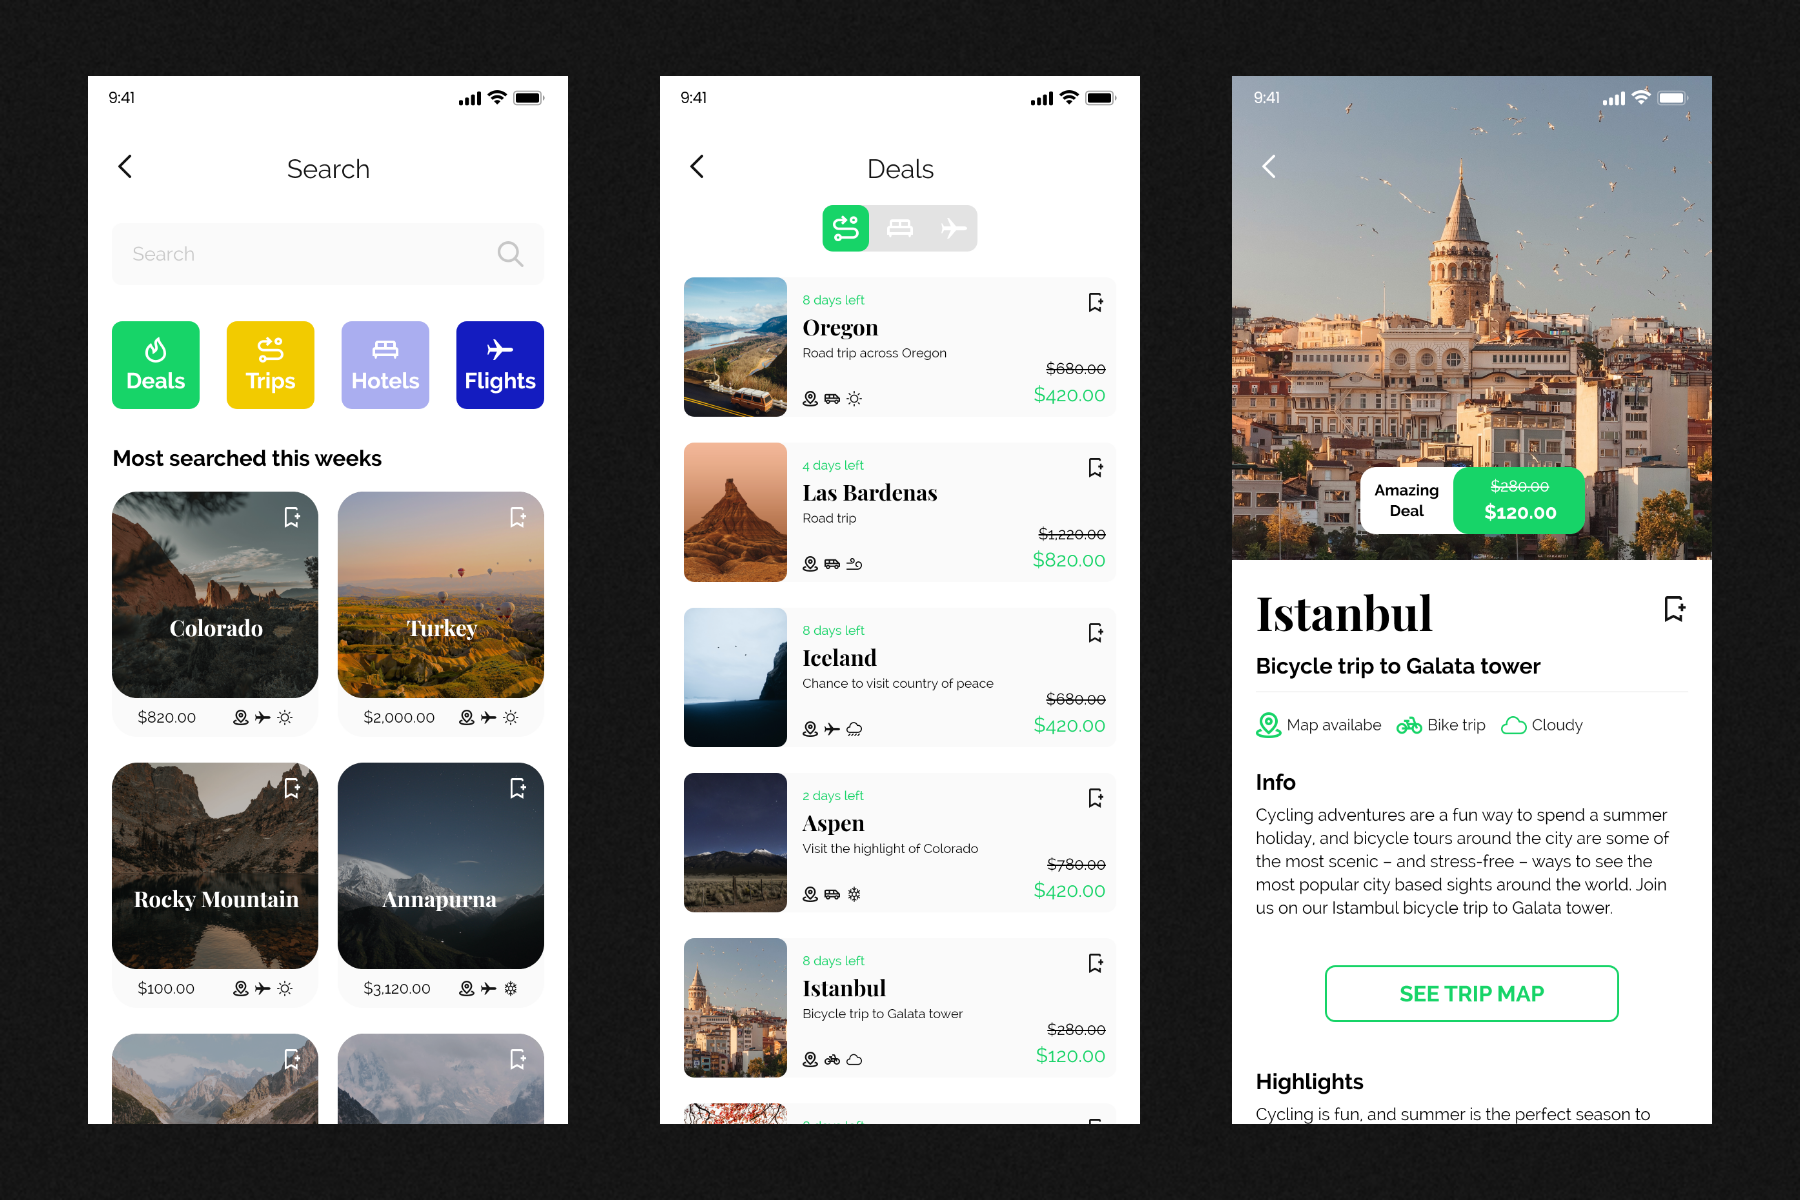 9:41
Search
Search
Deals
Trips
Hotels
Flights
Most searched this weeks
Colorado
$820.00
Turkey
$2,000.00
Rocky Mountain
$100.00
Annapurna
$3,120.00
9:41
Deals
8 days left
Oregon
Road trip across Oregon
$680.00
$420.00
4 days left
Las Bardenas
Road trip
$1,220.00
$820.00
8 days left
Iceland
Chance to visit country of peace
$680.00
$420.00
2 days left
Aspen
Visit the highlight of Colorado
$780.00
$420.00
8 days left
Istanbul
Bicycle trip to Galata tower
$280.00
$120.00
9:41
Amazing
Deal
$280.00
$120.00
Istanbul
Bicycle trip to Galata tower
Map availabe
Bike trip
Cloudy
Info
Cycling adventures are a fun way to spend a summer
holiday, and bicycle tours around the city are some of
the most scenic – and stress-free – ways to see the
most popular city based sights around the world. Join
us on our Istambul bicycle trip to Galata tower.
SEE TRIP MAP
Highlights
Cycling is fun, and summer is the perfect season to